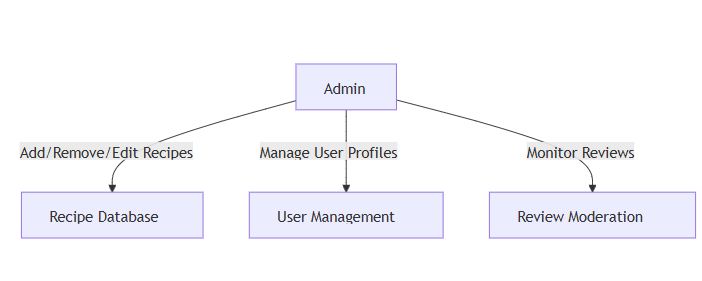 Admin
Add/Remove/Edit Recipes
Manage User Profiles
Monitor Reviews
Recipe Database
User Management
Review Moderation